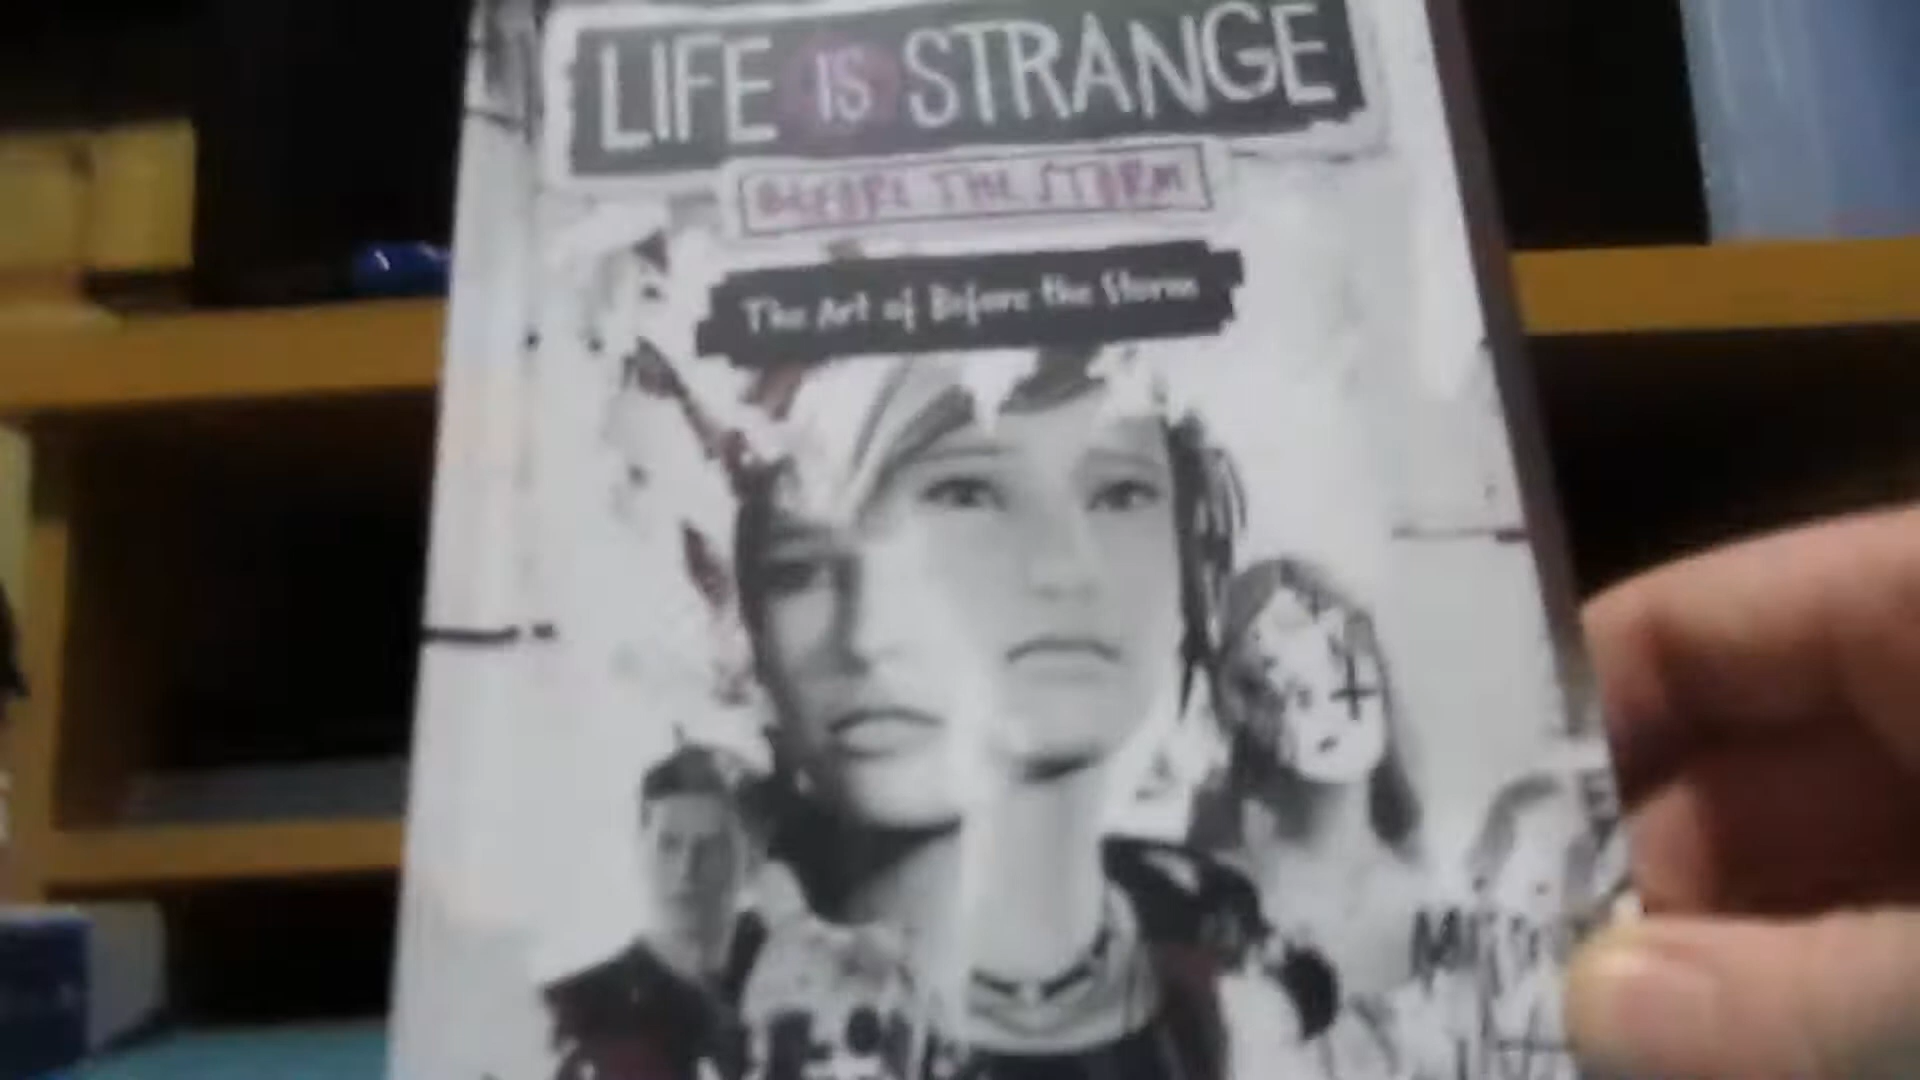 LIFE IS STRANGE
BEFORE THE STORM
The Art of Before the Storm